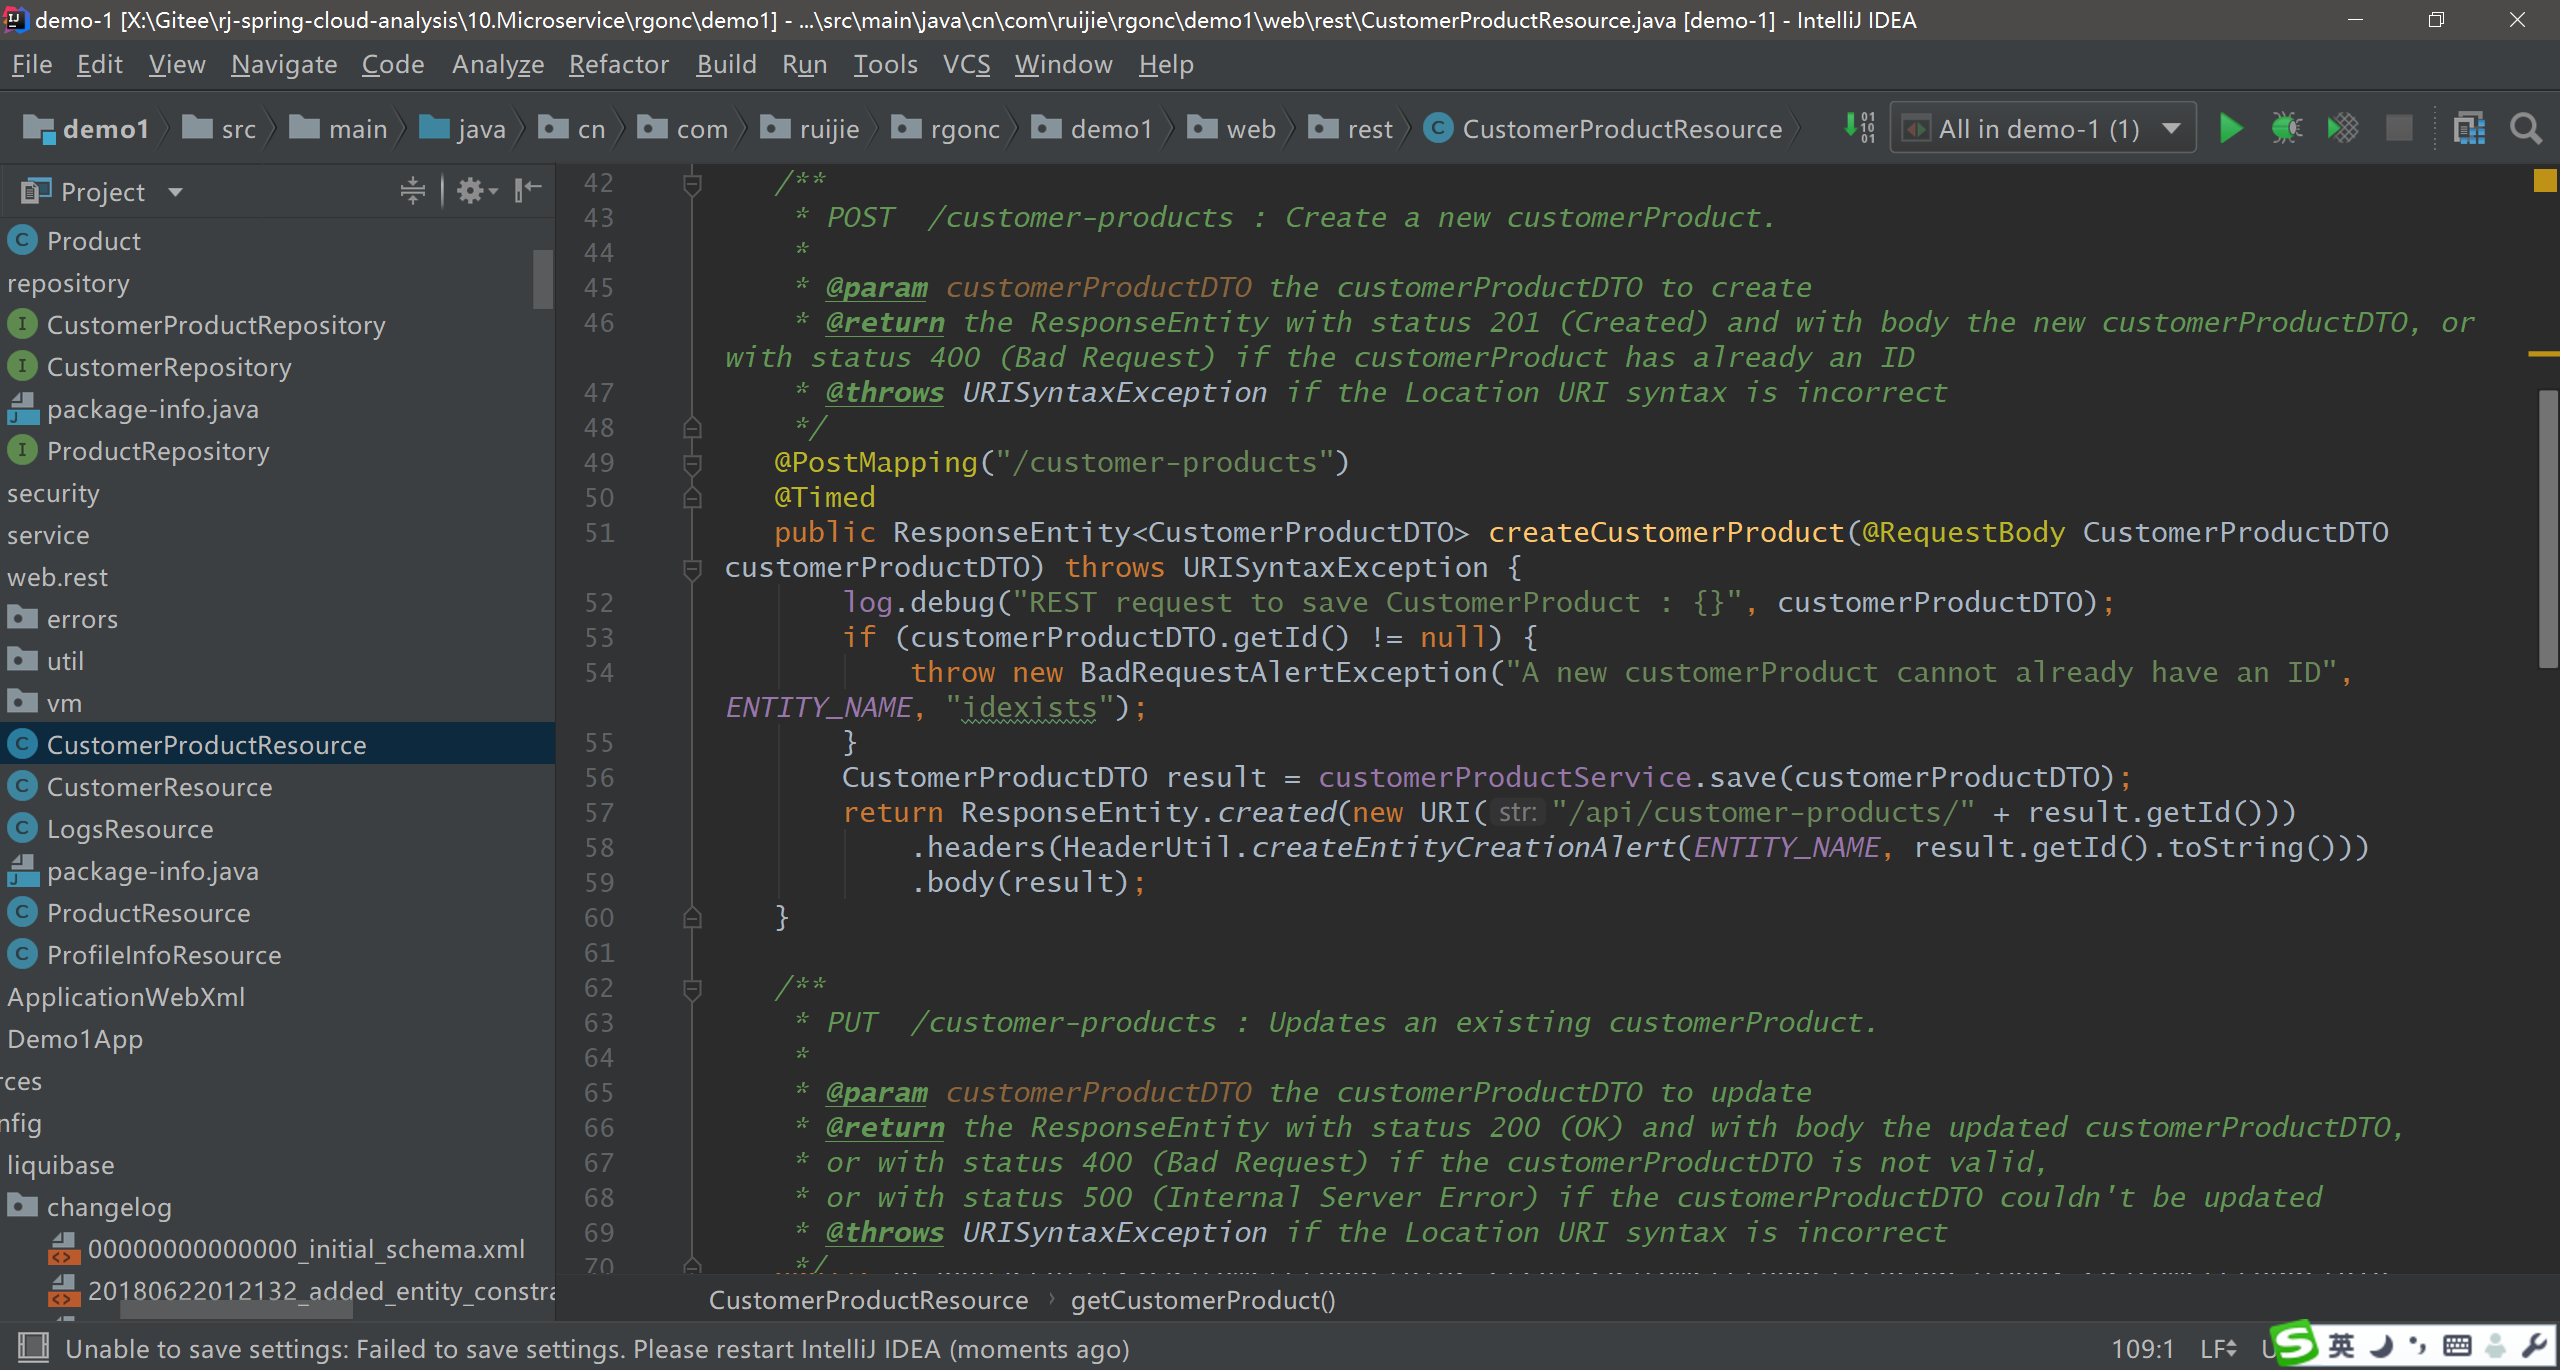 demo-1 [X:\Gitee\rj-spring-cloud-analysis\10.Microservice\rgonc\demo1] - ...\src\main\java\cn\com\ruijie\rgonc\demo1\web\rest\CustomerProductResource.java [demo-1] - IntelliJ IDEA
File Edit View Navigate Code Analyze Refactor Build Run Tools VCS Window Help
demo1 src main java cn com ruijie rgonc demo1 web rest CustomerProductResource All in demo-1 (1)
Project
Product
repository
CustomerProductRepository
CustomerRepository
package-info.java
ProductRepository
security
service
web.rest
errors
util
vm
CustomerProductResource
CustomerResource
LogsResource
package-info.java
ProductResource
ProfileInfoResource
ApplicationWebXml
Demo1App
rces
nfig
liquibase
changelog
00000000000000_initial_schema.xml
20180622012132_added_entity_constra
42 /**
43 * POST  /customer-products : Create a new customerProduct.
44 *
45 * @param customerProductDTO the customerProductDTO to create
46 * @return the ResponseEntity with status 201 (Created) and with body the new customerProductDTO, or
with status 400 (Bad Request) if the customerProduct has already an ID
47 * @throws URISyntaxException if the Location URI syntax is incorrect
48 */
49 @PostMapping("/customer-products")
50 @Timed
51 public ResponseEntity<CustomerProductDTO> createCustomerProduct(@RequestBody CustomerProductDTO
customerProductDTO) throws URISyntaxException {
52 log.debug("REST request to save CustomerProduct : {}", customerProductDTO);
53 if (customerProductDTO.getId() != null) {
54 throw new BadRequestAlertException("A new customerProduct cannot already have an ID",
ENTITY_NAME, "idexists");
55 }
56 CustomerProductDTO result = customerProductService.save(customerProductDTO);
57 return ResponseEntity.created(new URI( str: "/api/customer-products/" + result.getId()))
58 .headers(HeaderUtil.createEntityCreationAlert(ENTITY_NAME, result.getId().toString()))
59 .body(result);
60 }
61
62 /**
63 * PUT  /customer-products : Updates an existing customerProduct.
64 *
65 * @param customerProductDTO the customerProductDTO to update
66 * @return the ResponseEntity with status 200 (OK) and with body the updated customerProductDTO,
67 * or with status 400 (Bad Request) if the customerProductDTO is not valid,
68 * or with status 500 (Internal Server Error) if the customerProductDTO couldn't be updated
69 * @throws URISyntaxException if the Location URI syntax is incorrect
70 */
CustomerProductResource › getCustomerProduct()
Unable to save settings: Failed to save settings. Please restart IntelliJ IDEA (moments ago) 109:1 LF U
S 英